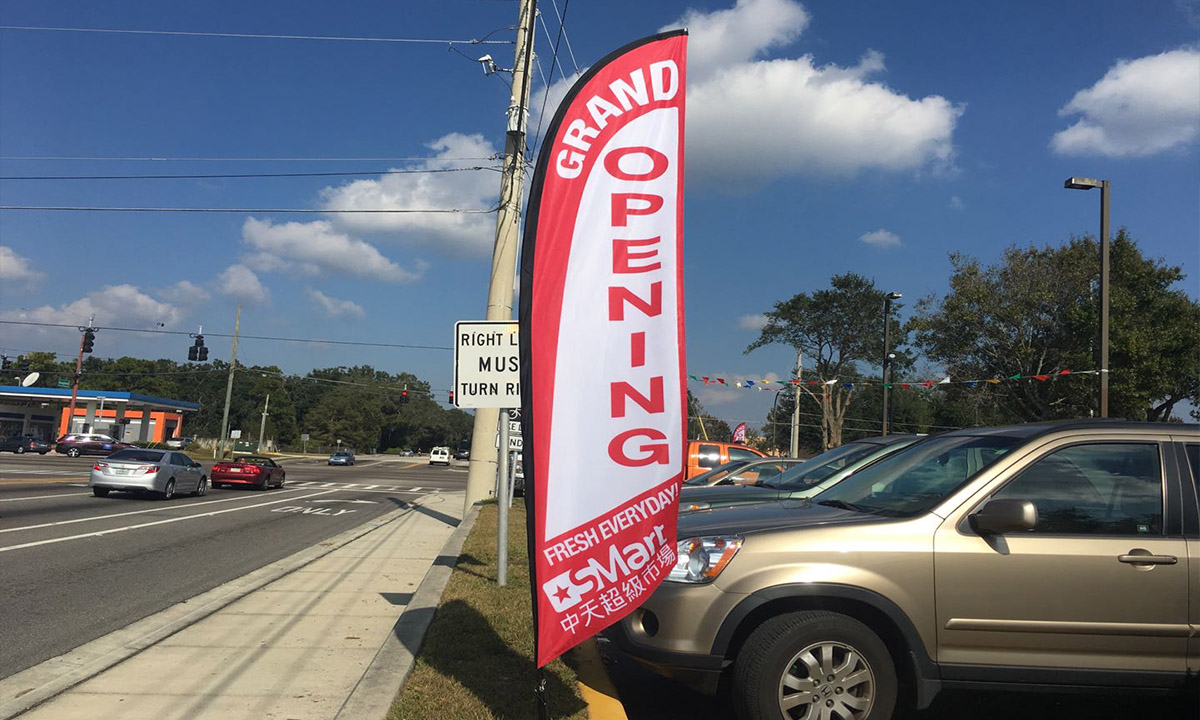 GRAND
OPENING
FRESH EVERYDAY!
sMart
中天超級市場
RIGHT L
MUS
TURN RI
ONLY